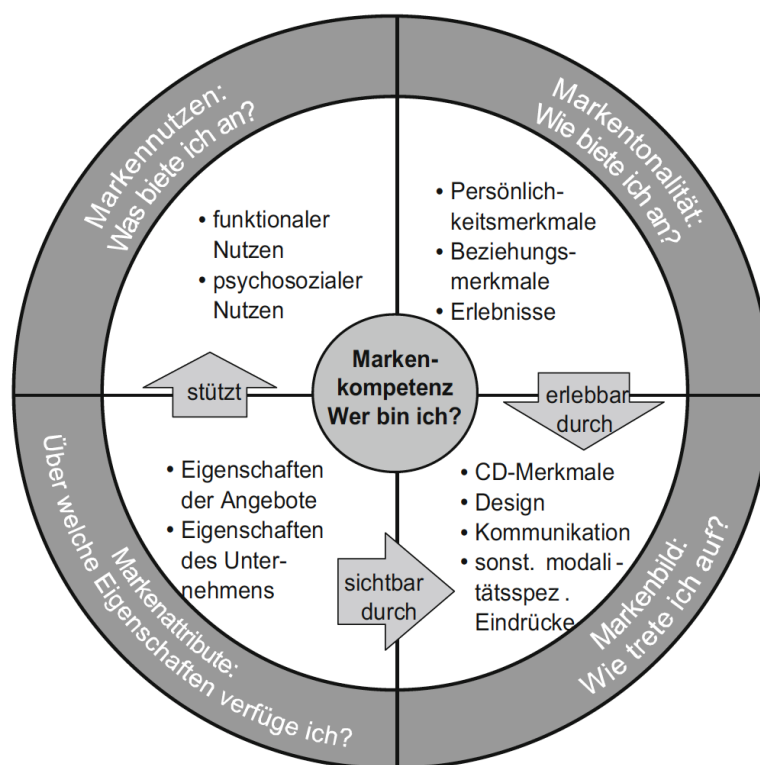 Markennutzen:
Was biete ich an?
Markentonalität:
Wie biete ich an?
• funktionaler
Nutzen
• psychosozialer
Nutzen
• Persönlich-
keitsmerkmale
• Beziehungs-
merkmale
• Erlebnisse
Marken-
kompetenz
Wer bin ich?
stützt
erlebbar
durch
• Eigenschaften
der Angebote
• Eigenschaften
des Unter-
nehmens
sichtbar
durch
• CD-Merkmale
• Design
• Kommunikation
• sonst. modali-
tätsspez.
Eindrücke
Markenattribute:
Über welche Eigenschaften verfüge ich?
Markenbild:
Wie trete ich auf?